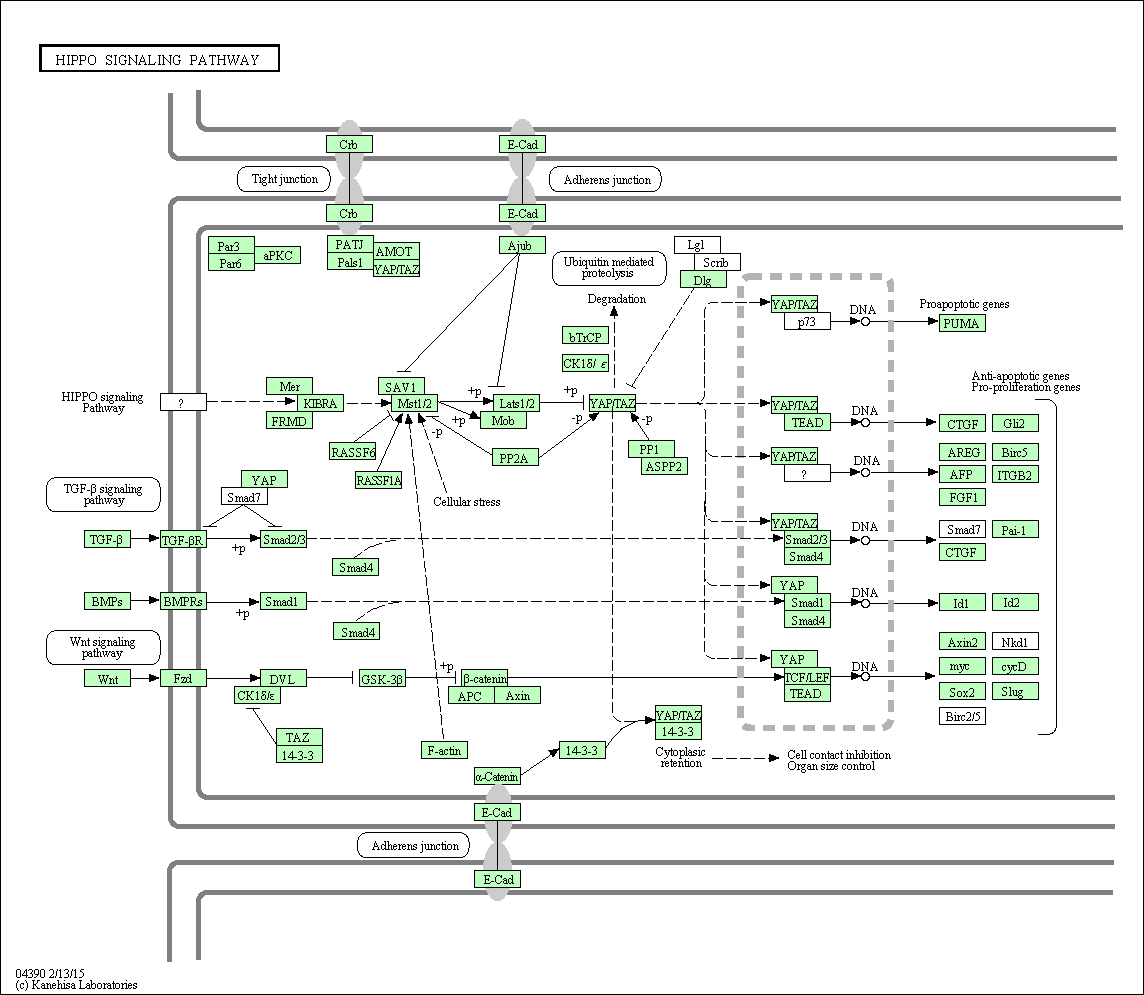 HIPPO SIGNALING PATHWAY
Crb
E-Cad
Tight junction
Adherens junction
Crb
E-Cad
Par3
Par6
aPKC
PATJ
Pals1
AMOT
YAP/TAZ
Ajub
Ubiquitin mediated
proteolysis
Lgl
Scrib
Dlg
Degradation
bTrCP
CK1δ/ ε
YAP/TAZ
p73
DNA
Proapoptotic genes
PUMA
Anti-apoptotic genes
Pro-proliferation genes
HIPPO signaling
Pathway
?
Mer
KIBRA
FRMD
SAV1
Mst1/2
+p
+p
Lats1/2
Mob
+p
-p
YAP/TAZ
-p
-p
RASSF6
RASSF1A
PP2A
PP1
ASPP2
Cellular stress
YAP/TAZ
TEAD
DNA
CTGF
Gli2
YAP/TAZ
?
DNA
AREG
Birc5
AFP
ITGB2
FGF1
TGF-β signaling
pathway
YAP
Smad7
TGF-β
TGF-βR
+p
Smad2/3
Smad4
YAP/TAZ
Smad2/3
Smad4
DNA
Smad7
Pai-1
CTGF
BMPs
BMPRs
+p
Smad1
Smad4
YAP
Smad1
Smad4
DNA
Id1
Id2
Wnt signaling
pathway
Wnt
Fzd
DVL
CK1δ/ε
GSK-3β
+p
β-catenin
APC
Axin
YAP
TCF/LEF
TEAD
DNA
Axin2
Nkd1
myc
cycD
Sox2
Slug
Birc2/5
TAZ
14-3-3
F-actin
14-3-3
YAP/TAZ
14-3-3
Cytoplasic
retention
Cell contact inhibition
Organ size control
α-Catenin
E-Cad
Adherens junction
E-Cad
04390 2/13/15
(c) Kanehisa Laboratories